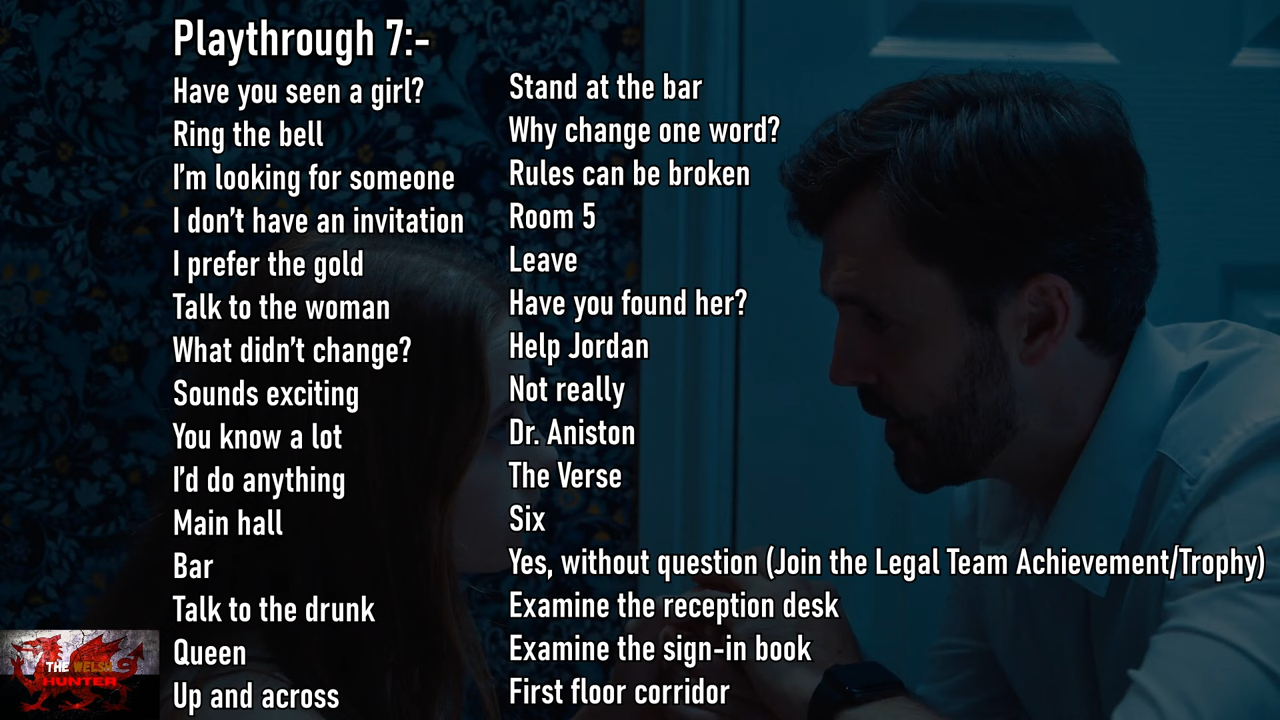 Playthrough 7:-
Have you seen a girl?
Ring the bell
I'm looking for someone
I don't have an invitation
I prefer the gold
Talk to the woman
What didn't change?
Sounds exciting
You know a lot
I'd do anything
Main hall
Bar
Talk to the drunk
Queen
Up and across
Stand at the bar
Why change one word?
Rules can be broken
Room 5
Leave
Have you found her?
Help Jordan
Not really
Dr. Aniston
The Verse
Six
Yes, without question (Join the Legal Team Achievement/Trophy)
Examine the reception desk
Examine the sign-in book
First floor corridor
THE WELSH
HUNTER